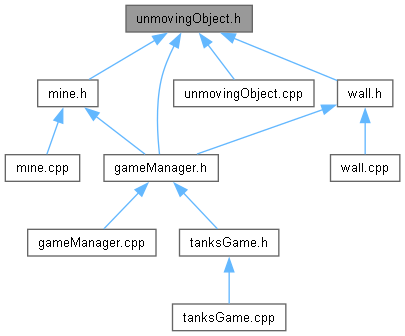 unmovingObject.h
mine.h
unmovingObject.cpp
wall.h
mine.cpp
gameManager.h
wall.cpp
gameManager.cpp
tanksGame.h
tanksGame.cpp